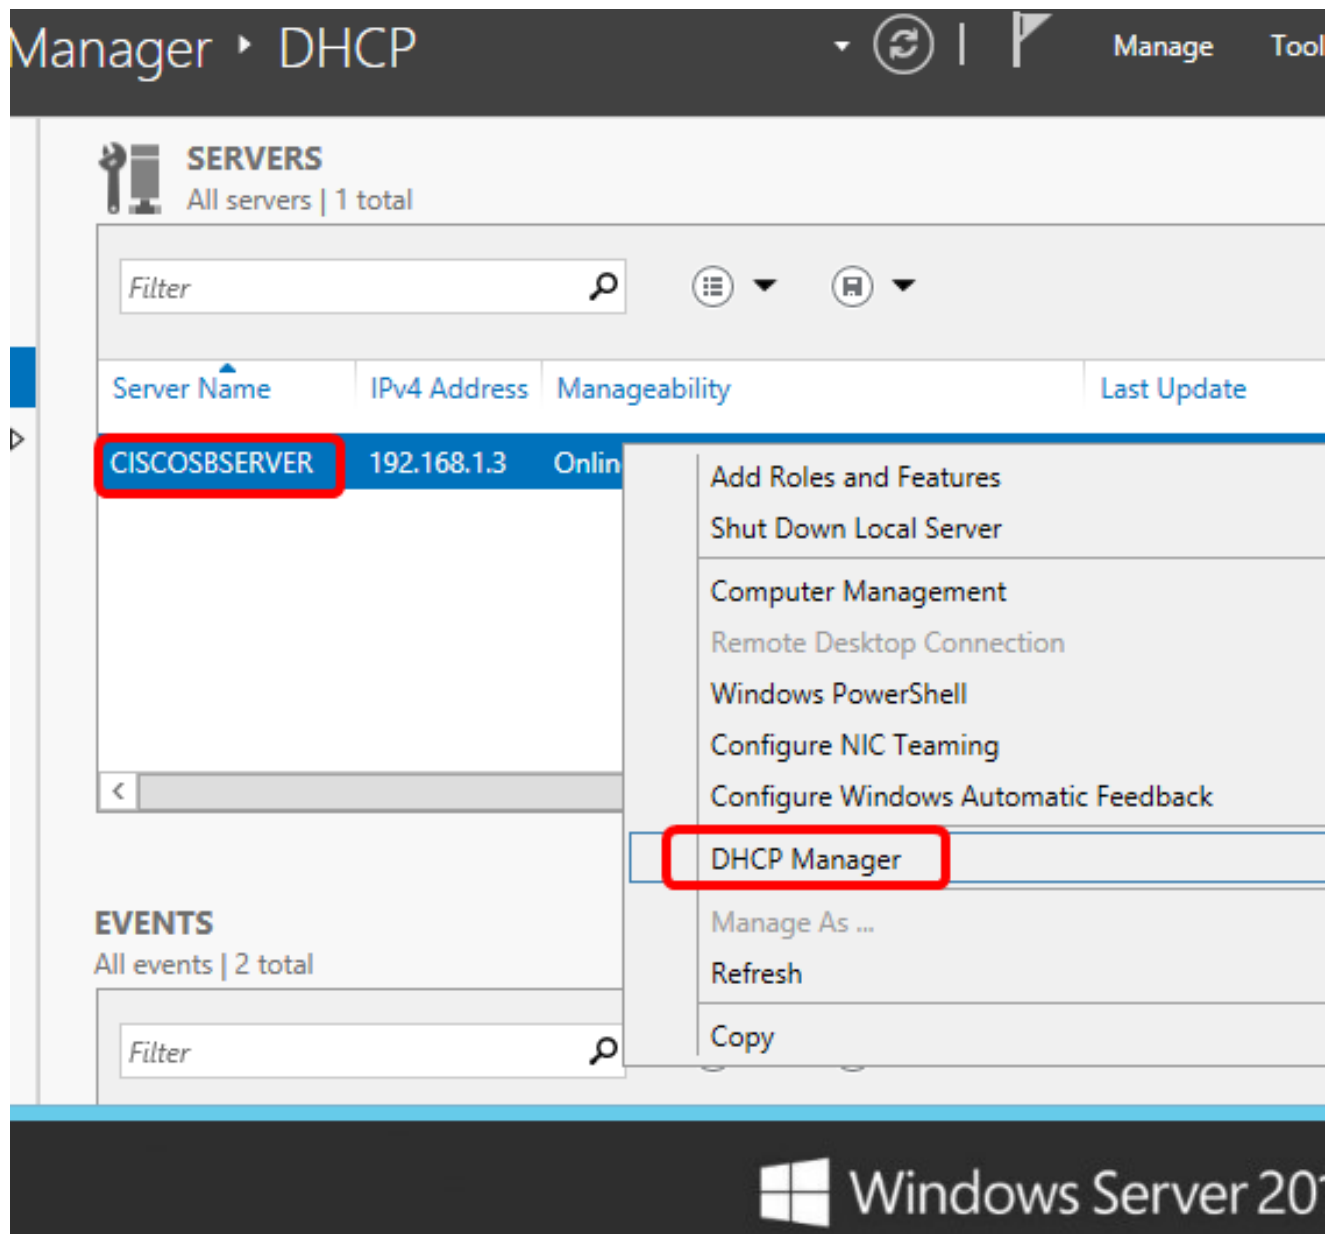 Manager ‣ DHCP
Manage
Tool
SERVERS
All servers | 1 total
Filter
Server Name IPv4 Address Manageability Last Update
CISCOSBSERVER 192.168.1.3 Onlin
Add Roles and Features
Shut Down Local Server
Computer Management
Remote Desktop Connection
Windows PowerShell
Configure NIC Teaming
Configure Windows Automatic Feedback
DHCP Manager
Manage As ...
Refresh
Copy
EVENTS
All events | 2 total
Filter
Windows Server 201